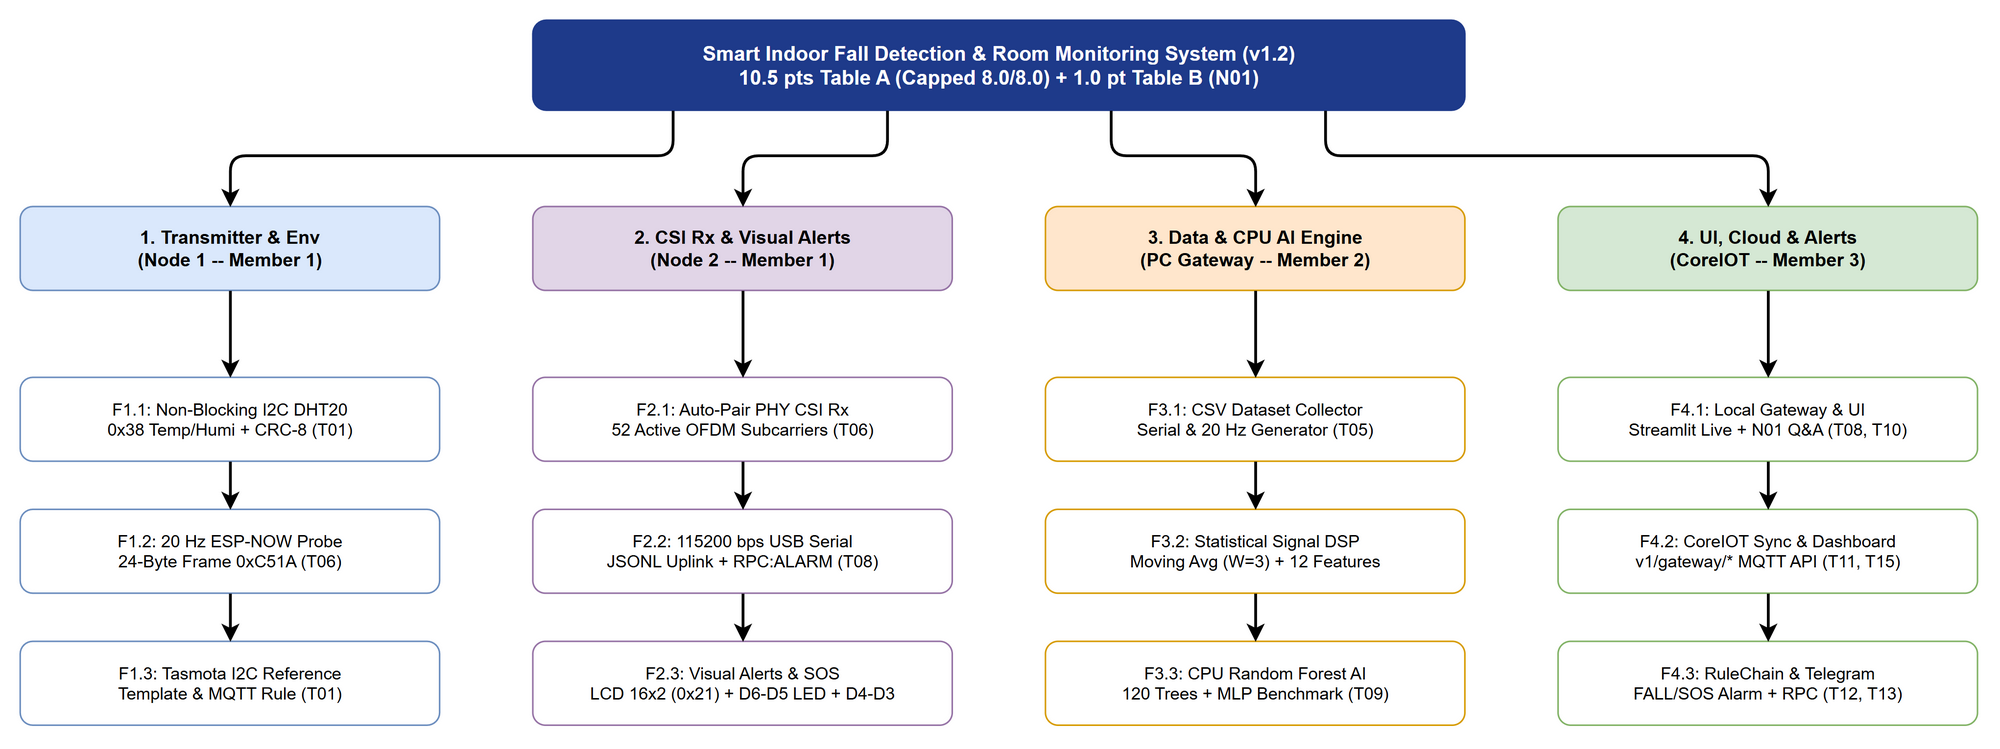 Smart Indoor Fall Detection & Room Monitoring System (v1.2)
10.5 pts Table A (Capped 8.0/8.0) + 1.0 pt Table B (N01)
1. Transmitter & Env
(Node 1 -- Member 1)
2. CSI Rx & Visual Alerts
(Node 2 -- Member 1)
3. Data & CPU AI Engine
(PC Gateway -- Member 2)
4. UI, Cloud & Alerts
(CoreIOT -- Member 3)
F1.1: Non-Blocking I2C DHT20
0x38 Temp/Humi + CRC-8 (T01)
F2.1: Auto-Pair PHY CSI Rx
52 Active OFDM Subcarriers (T06)
F3.1: CSV Dataset Collector
Serial & 20 Hz Generator (T05)
F4.1: Local Gateway & UI
Streamlit Live + N01 Q&A (T08, T10)
F1.2: 20 Hz ESP-NOW Probe
24-Byte Frame 0xC51A (T06)
F2.2: 115200 bps USB Serial
JSONL Uplink + RPC:ALARM (T08)
F3.2: Statistical Signal DSP
Moving Avg (W=3) + 12 Features
F4.2: CoreIOT Sync & Dashboard
v1/gateway/* MQTT API (T11, T15)
F1.3: Tasmota I2C Reference
Template & MQTT Rule (T01)
F2.3: Visual Alerts & SOS
LCD 16x2 (0x21) + D6-D5 LED + D4-D3
F3.3: CPU Random Forest AI
120 Trees + MLP Benchmark (T09)
F4.3: RuleChain & Telegram
FALL/SOS Alarm + RPC (T12, T13)